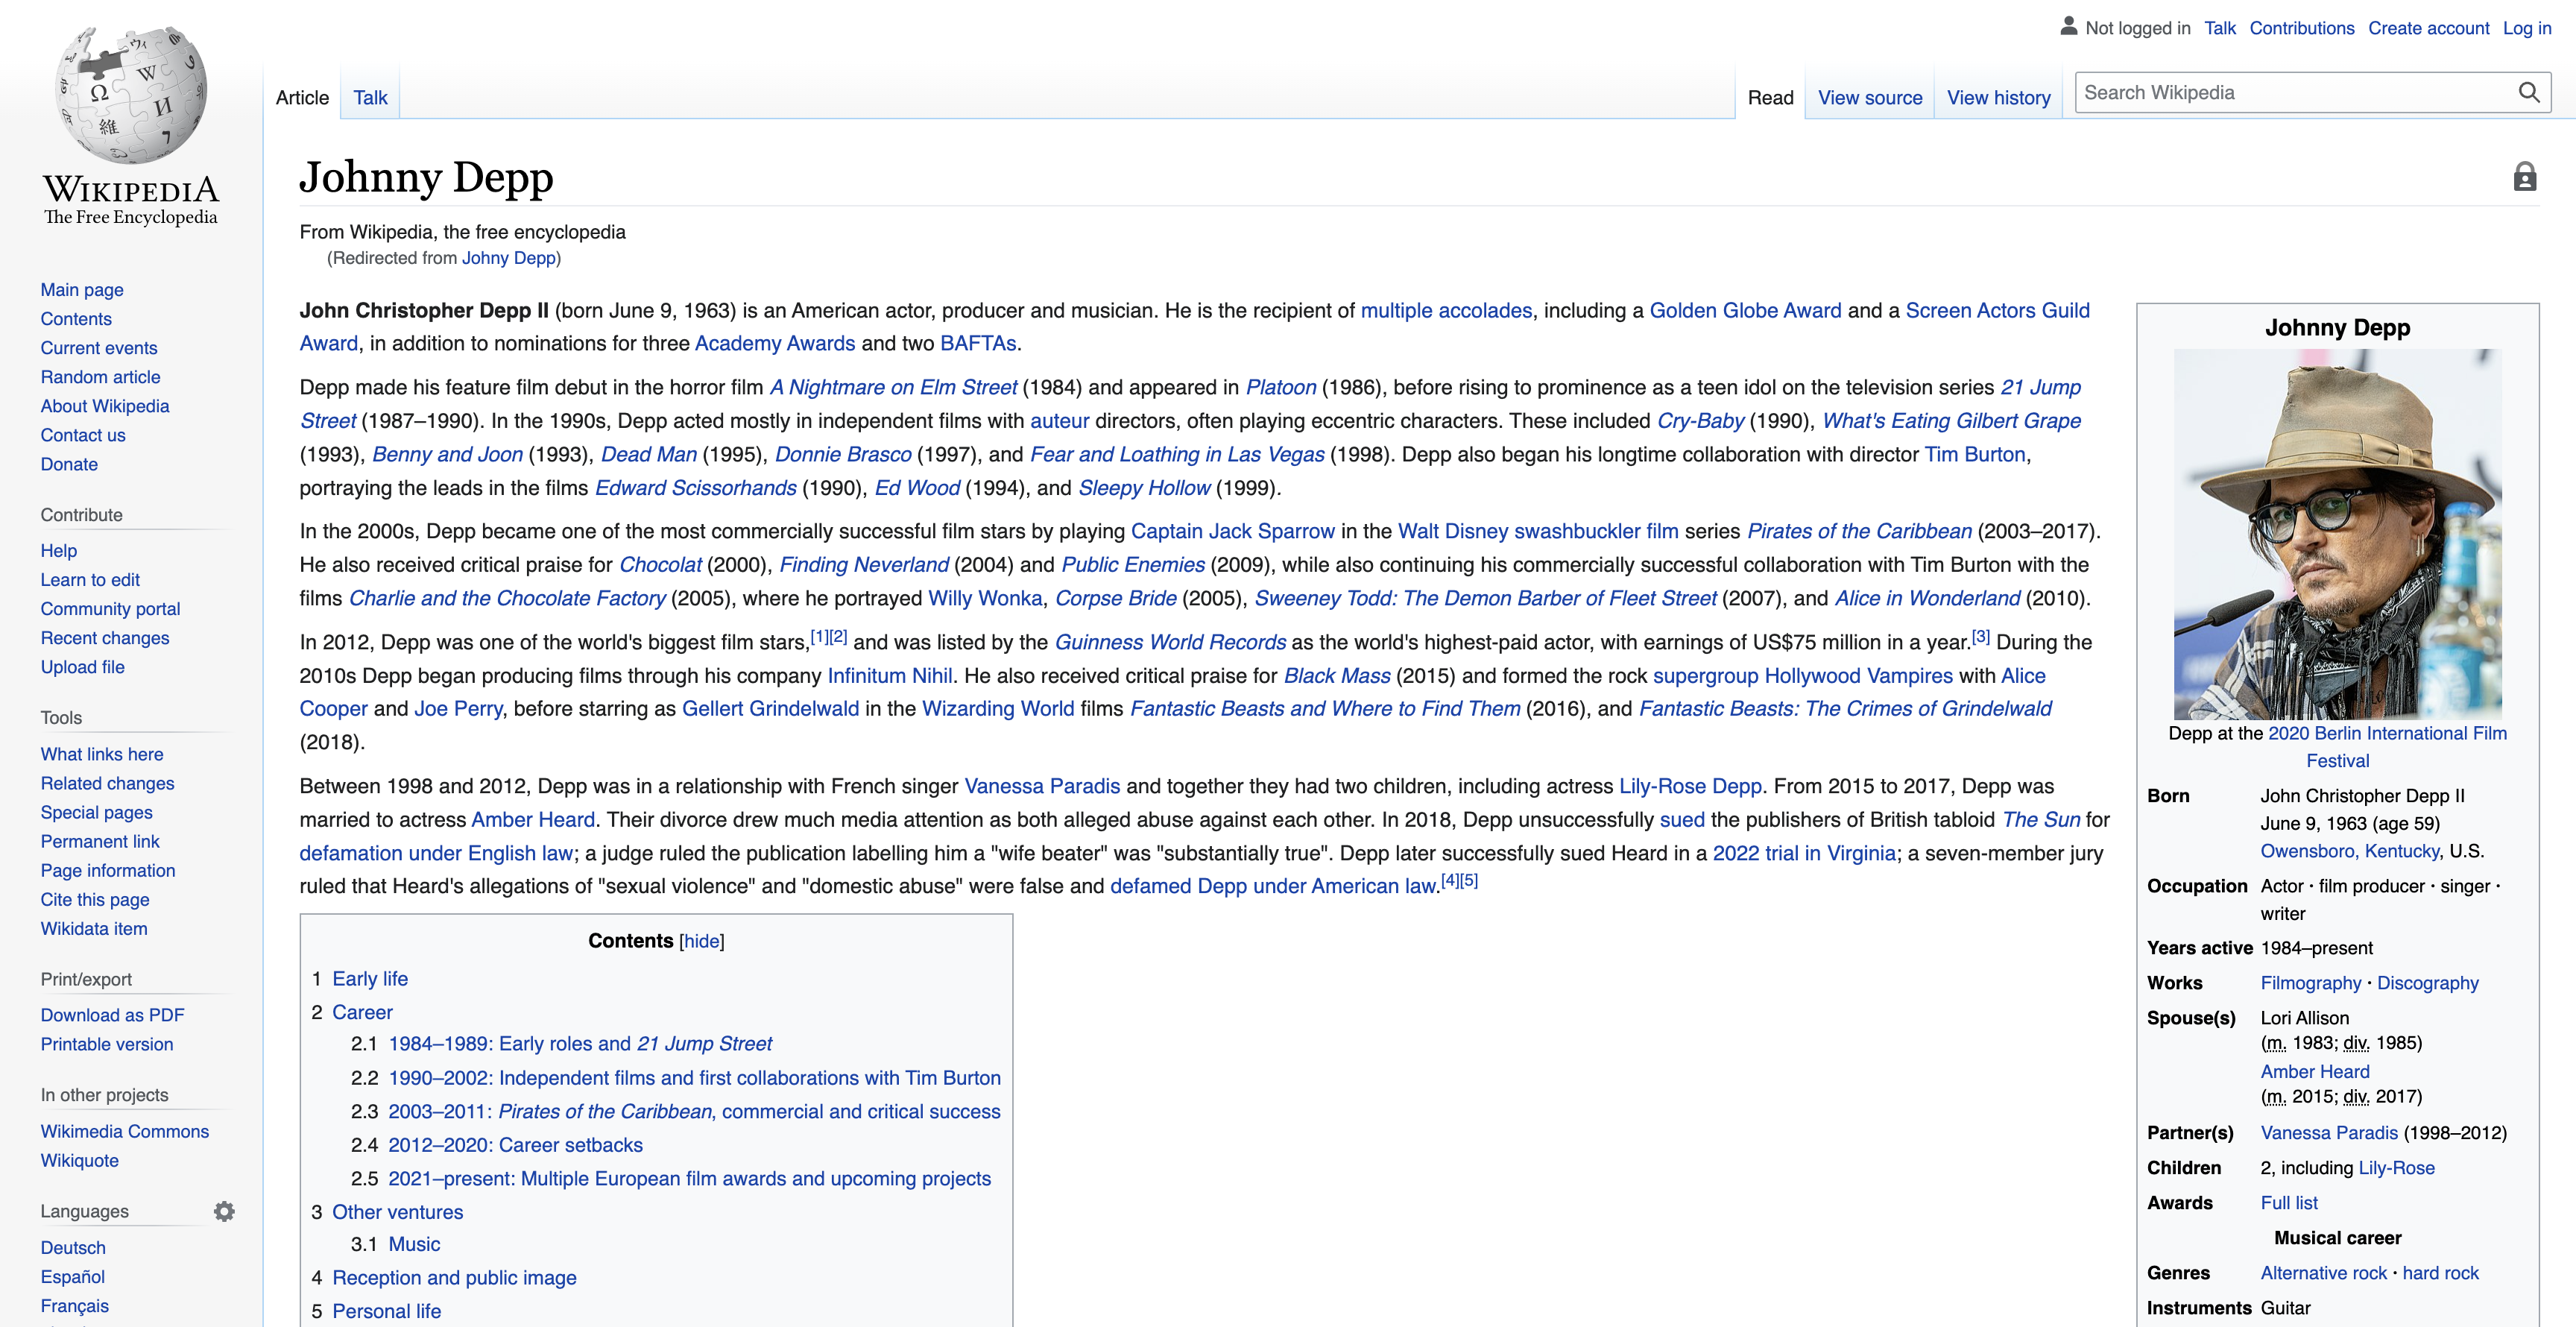 Not logged in Talk Contributions Create account Log in
Article Talk
Read View source View history Search Wikipedia
WIKIPEDIA
The Free Encyclopedia
Main page
Contents
Current events
Random article
About Wikipedia
Contact us
Donate
Contribute
Help
Learn to edit
Community portal
Recent changes
Upload file
Tools
What links here
Related changes
Special pages
Permanent link
Page information
Cite this page
Wikidata item
Print/export
Download as PDF
Printable version
In other projects
Wikimedia Commons
Wikiquote
Languages
Deutsch
Español
Français
Johnny Depp
From Wikipedia, the free encyclopedia
(Redirected from Johny Depp)
John Christopher Depp II (born June 9, 1963) is an American actor, producer and musician. He is the recipient of multiple accolades, including a Golden Globe Award and a Screen Actors Guild
Award, in addition to nominations for three Academy Awards and two BAFTAs.
Depp made his feature film debut in the horror film A Nightmare on Elm Street (1984) and appeared in Platoon (1986), before rising to prominence as a teen idol on the television series 21 Jump
Street (1987–1990). In the 1990s, Depp acted mostly in independent films with auteur directors, often playing eccentric characters. These included Cry-Baby (1990), What's Eating Gilbert Grape
(1993), Benny and Joon (1993), Dead Man (1995), Donnie Brasco (1997), and Fear and Loathing in Las Vegas (1998). Depp also began his longtime collaboration with director Tim Burton,
portraying the leads in the films Edward Scissorhands (1990), Ed Wood (1994), and Sleepy Hollow (1999).
In the 2000s, Depp became one of the most commercially successful film stars by playing Captain Jack Sparrow in the Walt Disney swashbuckler film series Pirates of the Caribbean (2003–2017).
He also received critical praise for Chocolat (2000), Finding Neverland (2004) and Public Enemies (2009), while also continuing his commercially successful collaboration with Tim Burton with the
films Charlie and the Chocolate Factory (2005), where he portrayed Willy Wonka, Corpse Bride (2005), Sweeney Todd: The Demon Barber of Fleet Street (2007), and Alice in Wonderland (2010).
In 2012, Depp was one of the world's biggest film stars,[1][2] and was listed by the Guinness World Records as the world's highest-paid actor, with earnings of US$75 million in a year.[3] During the
2010s Depp began producing films through his company Infinitum Nihil. He also received critical praise for Black Mass (2015) and formed the rock supergroup Hollywood Vampires with Alice
Cooper and Joe Perry, before starring as Gellert Grindelwald in the Wizarding World films Fantastic Beasts and Where to Find Them (2016), and Fantastic Beasts: The Crimes of Grindelwald
(2018).
Between 1998 and 2012, Depp was in a relationship with French singer Vanessa Paradis and together they had two children, including actress Lily-Rose Depp. From 2015 to 2017, Depp was
married to actress Amber Heard. Their divorce drew much media attention as both alleged abuse against each other. In 2018, Depp unsuccessfully sued the publishers of British tabloid The Sun for
defamation under English law; a judge ruled the publication labelling him a "wife beater" was "substantially true". Depp later successfully sued Heard in a 2022 trial in Virginia; a seven-member jury
ruled that Heard's allegations of "sexual violence" and "domestic abuse" were false and defamed Depp under American law.[4][5]
Contents [hide]
1 Early life
2 Career
2.1 1984–1989: Early roles and 21 Jump Street
2.2 1990–2002: Independent films and first collaborations with Tim Burton
2.3 2003–2011: Pirates of the Caribbean, commercial and critical success
2.4 2012–2020: Career setbacks
2.5 2021–present: Multiple European film awards and upcoming projects
3 Other ventures
3.1 Music
4 Reception and public image
5 Personal life
Johnny Depp
Depp at the 2020 Berlin International Film
Festival
Born John Christopher Depp II
June 9, 1963 (age 59)
Owensboro, Kentucky, U.S.
Occupation Actor · film producer · singer ·
writer
Years active 1984–present
Works Filmography · Discography
Spouse(s) Lori Allison
(m. 1983; div. 1985)
Amber Heard
(m. 2015; div. 2017)
Partner(s) Vanessa Paradis (1998–2012)
Children 2, including Lily-Rose
Awards Full list
Musical career
Genres Alternative rock · hard rock
Instruments Guitar